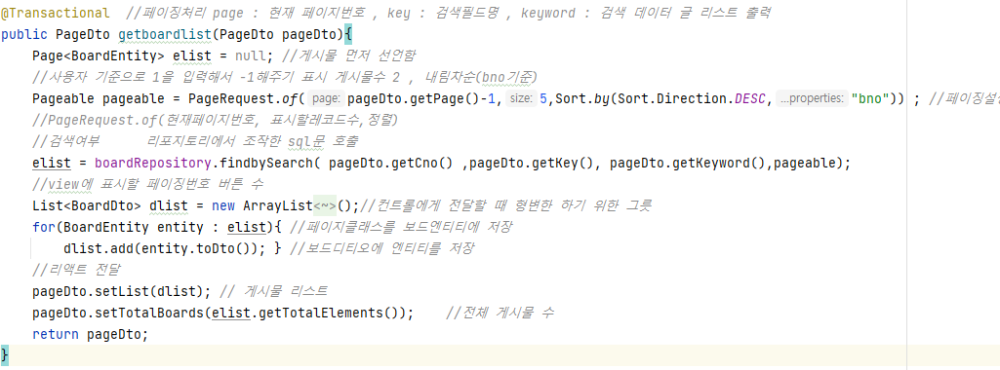 @Transactional //페이징처리 page : 현재 페이지번호 , key : 검색필드명 , keyword : 검색 데이터 글 리스트 출력
public PageDto getboardlist(PageDto pageDto){
Page<BoardEntity> elist = null; //게시물 먼저 선언함
//사용자 기준으로 1을 입력해서 -1해주기 표시 게시물수 2 , 내림차순(bno기준)
Pageable pageable = PageRequest.of( page: pageDto.getPage()-1, size: 5,Sort.by(Sort.Direction.DESC, ...properties: "bno")) ; //페이징설
//PageRequest.of(현재페이지번호, 표시할레코드수,정렬)
//검색여부 리포지토리에서 조작한 sql문 호출
elist = boardRepository.findbySearch( pageDto.getCno() ,pageDto.getKey(), pageDto.getKeyword(),pageable);
//view에 표시할 페이징번호 버튼 수
List<BoardDto> dlist = new ArrayList<~>();//컨트롤에게 전달할 때 형변한 하기 위한 그릇
for(BoardEntity entity : elist){ //페이지클래스를 보드엔티티에 저장
dlist.add(entity.toDto()); } //보드디티오에 엔티티를 저장
//리액트 전달
pageDto.setList(dlist); // 게시물 리스트
pageDto.setTotalBoards(elist.getTotalElements()); //전체 게시물 수
return pageDto;
}